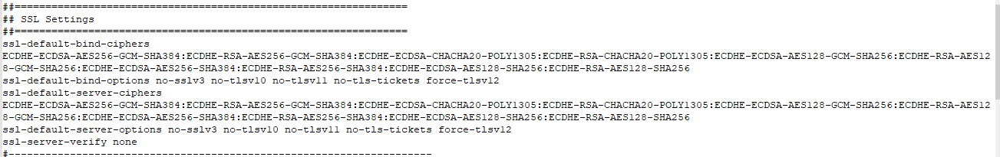 ##================================================================
## SSL Settings
##================================================================
ssl-default-bind-ciphers
ECDHE-ECDSA-AES256-GCM-SHA384:ECDHE-RSA-AES256-GCM-SHA384:ECDHE-ECDSA-CHACHA20-POLY1305:ECDHE-RSA-CHACHA20-POLY1305:ECDHE-ECDSA-AES128-GCM-SHA256:ECDHE-RSA-AES12
8-GCM-SHA256:ECDHE-ECDSA-AES256-SHA384:ECDHE-RSA-AES256-SHA384:ECDHE-ECDSA-AES128-SHA256:ECDHE-RSA-AES128-SHA256
ssl-default-bind-options no-sslv3 no-tlsv10 no-tlsv11 no-tls-tickets force-tlsv12
ssl-default-server-ciphers
ECDHE-ECDSA-AES256-GCM-SHA384:ECDHE-RSA-AES256-GCM-SHA384:ECDHE-ECDSA-CHACHA20-POLY1305:ECDHE-RSA-CHACHA20-POLY1305:ECDHE-ECDSA-AES128-GCM-SHA256:ECDHE-RSA-AES12
8-GCM-SHA256:ECDHE-ECDSA-AES256-SHA384:ECDHE-RSA-AES256-SHA384:ECDHE-ECDSA-AES128-SHA256:ECDHE-RSA-AES128-SHA256
ssl-default-server-options no-sslv3 no-tlsv10 no-tlsv11 no-tls-tickets force-tlsv12
ssl-server-verify none
#---------------------------------------------------------------------